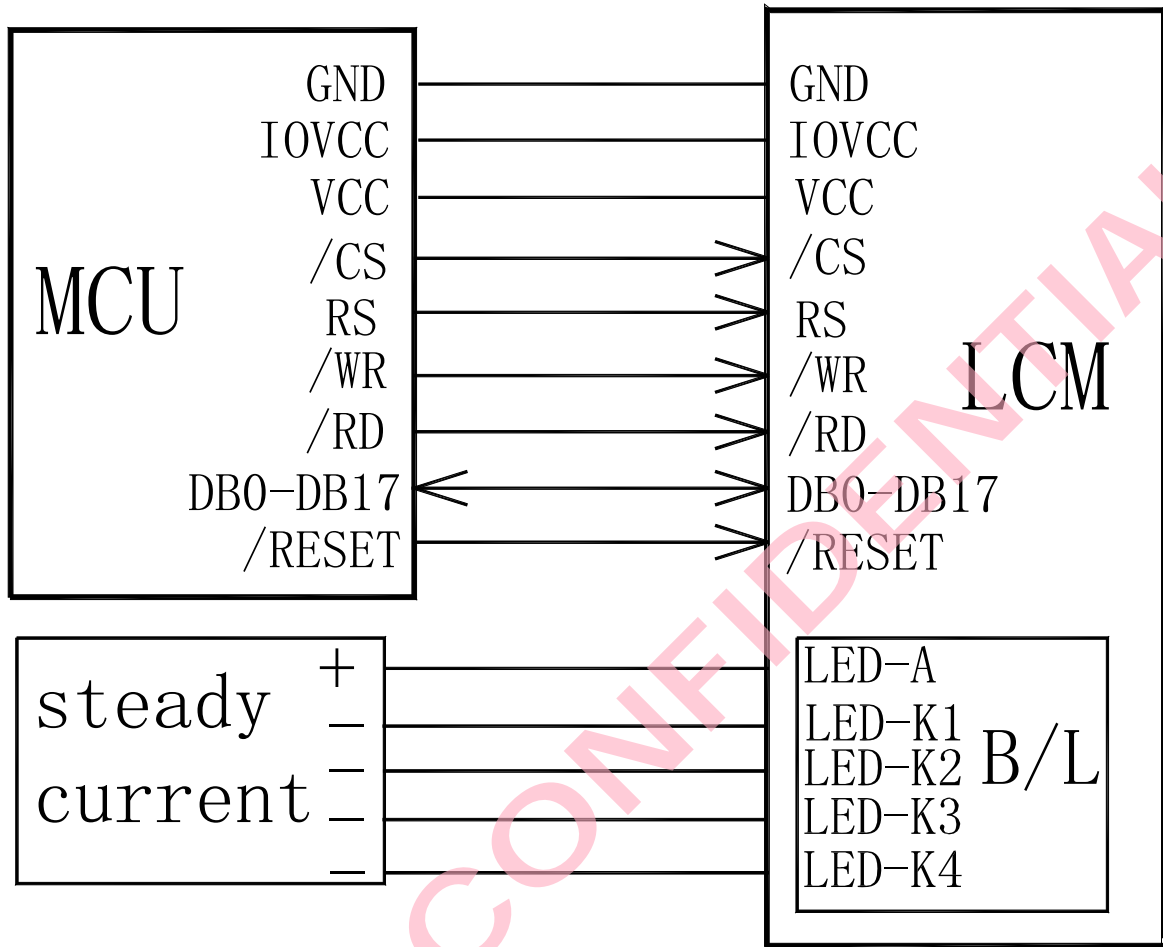 GND GND
IOVCC IOVCC
VCC VCC
/CS /CS
MCU
RS RS
/WR /WR
LCM
/RD /RD
DB0-DB17 DB0-DB17
/RESET /RESET
steady
current
+ LED-A
- LED-K1
- LED-K2
B/L
- LED-K3
- LED-K4
CONFIDENTIAL